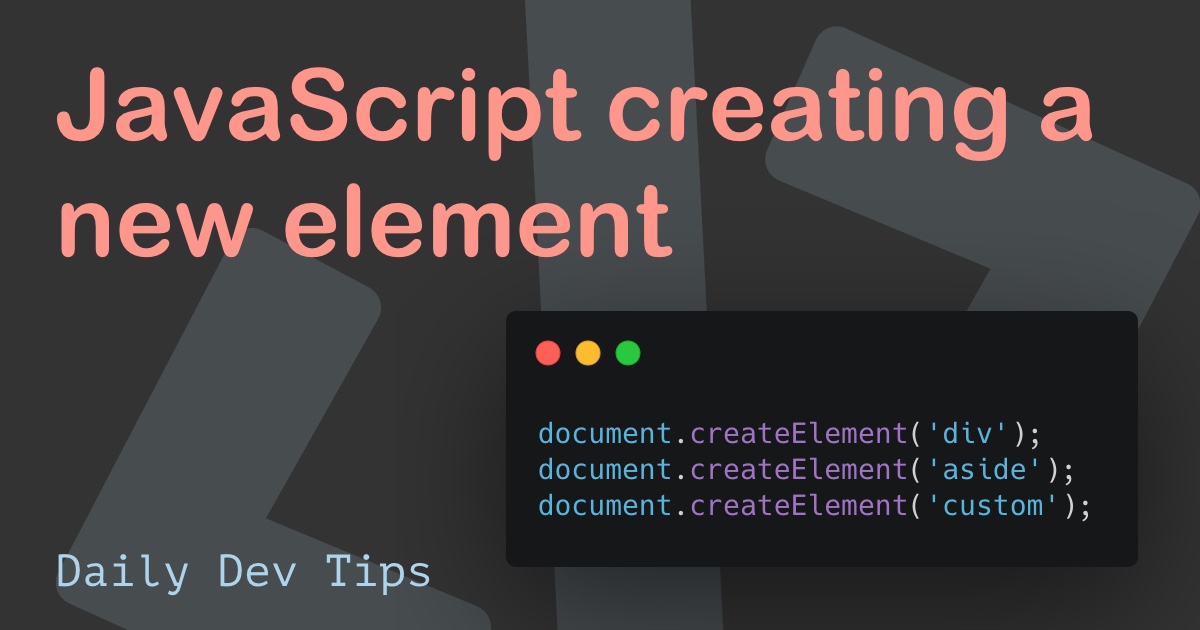 JavaScript creating a
new element
document.createElement('div');
document.createElement('aside');
document.createElement('custom');
Daily Dev Tips